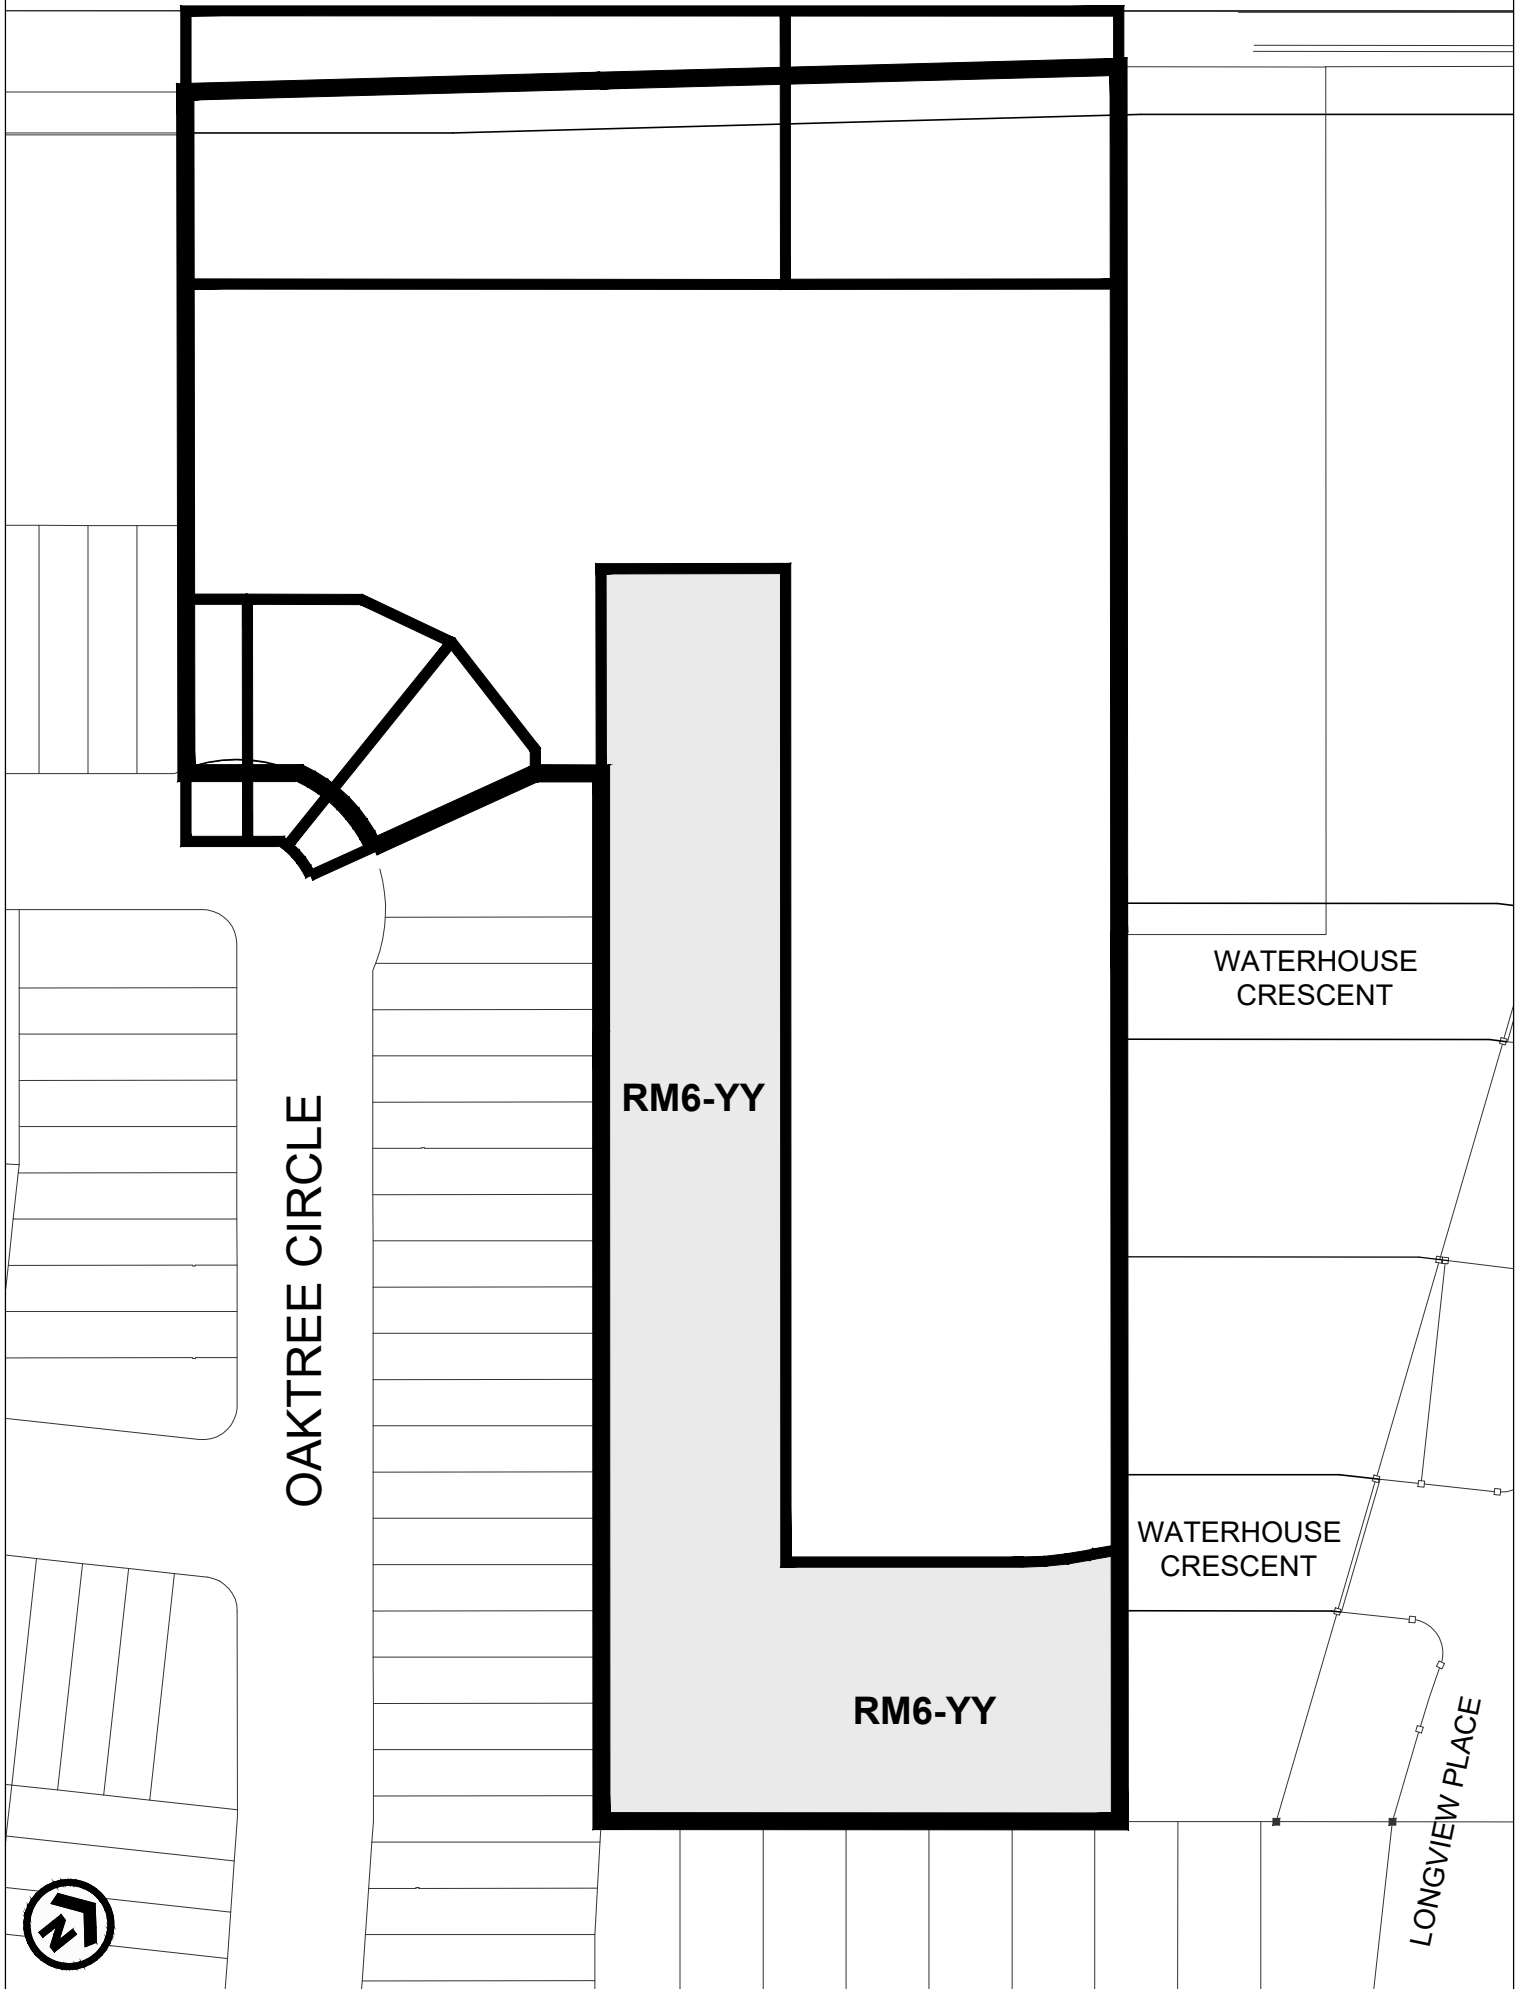 WATERHOUSE
CRESCENT
RM6-YY
OAKTREE CIRCLE
WATERHOUSE
CRESCENT
RM6-YY
LONGVIEW PLACE
N